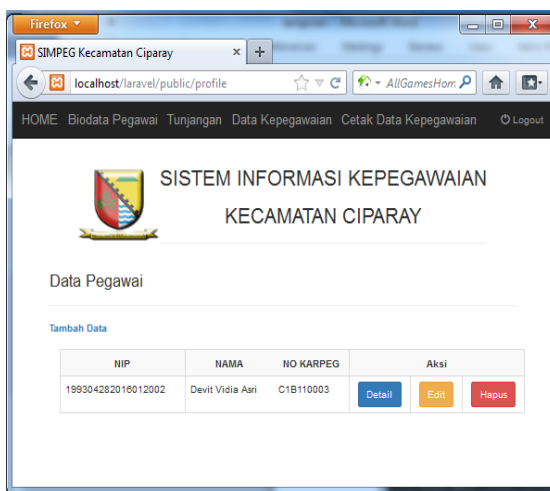 Firefox
SIMPEG Kecamatan Ciparay
localhost/laravel/public/profile
AllGamesHom
HOME Biodata Pegawai Tunjangan Data Kepegawaian Cetak Data Kepegawaian Logout
SISTEM INFORMASI KEPEGAWAIAN
KECAMATAN CIPARAY
Data Pegawai
Tambah Data
NIP NAMA NO KARPEG Aksi
199304282016012002 Devit Vidia Asri C1B110003 Detail Edit Hapus